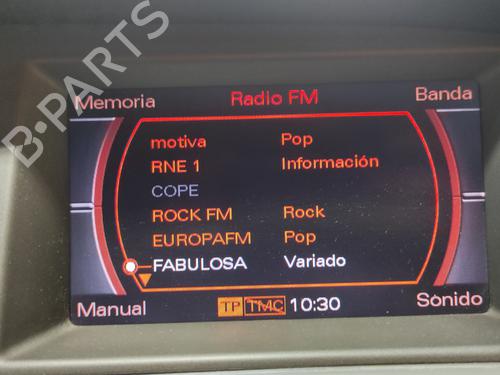 B-PARTS
Memoria Radio FM Banda
motiva Pop
RNE 1 Información
COPE
ROCK FM Rock
EUROPAFM Pop
FABULOSA Variado
Manual TP TMC 10:30 Sonido